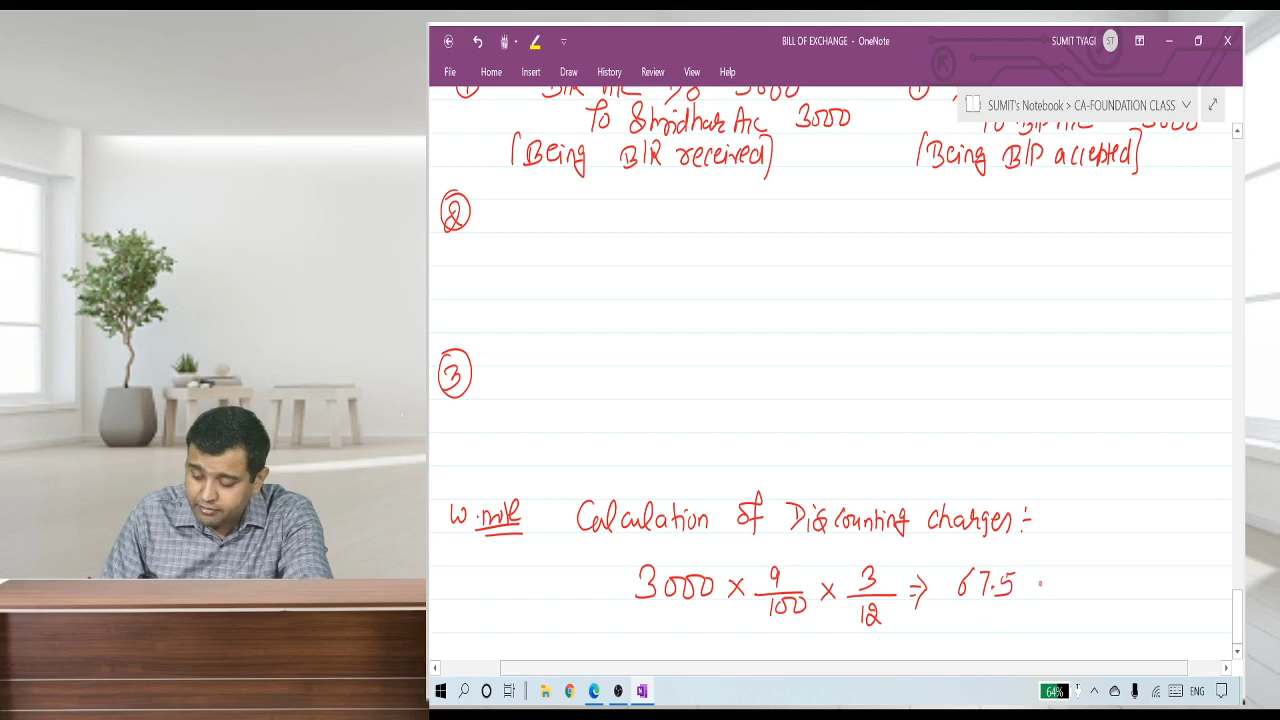 BILL OF EXCHANGE - OneNote
SUMIT TYAGI ST
File Home Insert Draw History Review View Help
SUMIT's Notebook > CA-FOUNDATION CLASS
To Shridhar A/c 3000
[Being B/R received]
[Being B/P accepted]
2
3
W.note Calculation of Discounting charges :-
3000 × 9/100 × 3/12 ⇒ 67.5
64% ENG